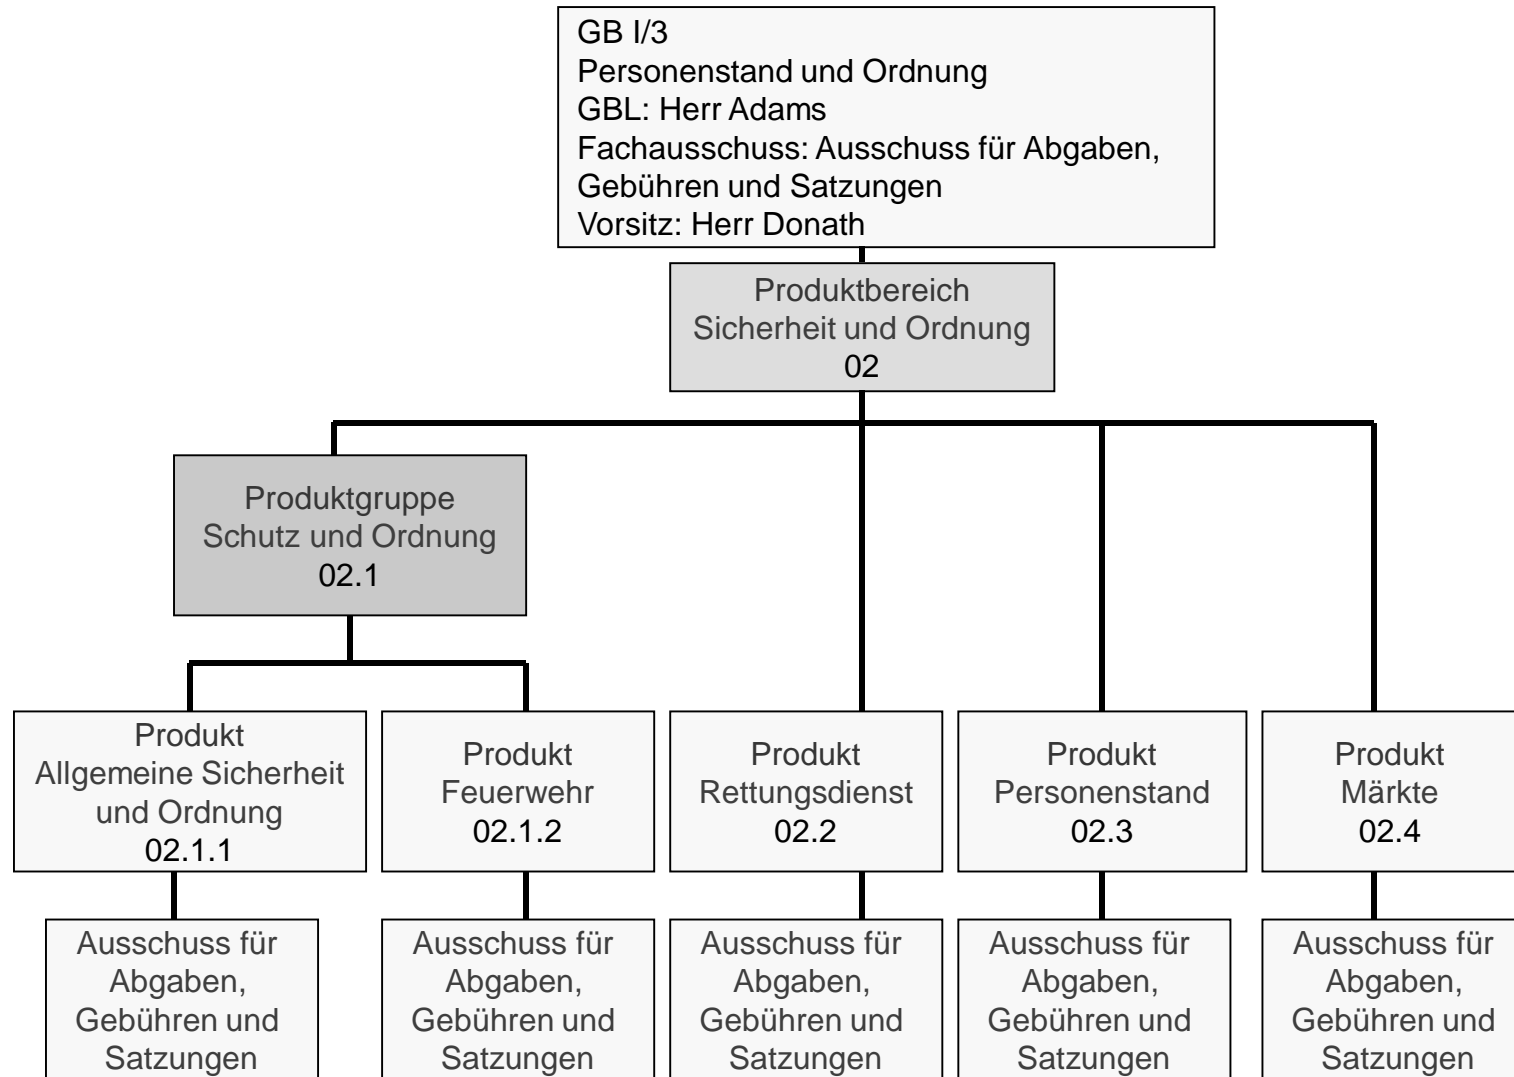 GB I/3
Personenstand und Ordnung
GBL: Herr Adams
Fachausschuss: Ausschuss für Abgaben,
Gebühren und Satzungen
Vorsitz: Herr Donath
Produktbereich
Sicherheit und Ordnung
02
Produktgruppe
Schutz und Ordnung
02.1
Produkt
Allgemeine Sicherheit
und Ordnung
02.1.1
Produkt
Feuerwehr
02.1.2
Produkt
Rettungsdienst
02.2
Produkt
Personenstand
02.3
Produkt
Märkte
02.4
Ausschuss für
Abgaben,
Gebühren und
Satzungen
Ausschuss für
Abgaben,
Gebühren und
Satzungen
Ausschuss für
Abgaben,
Gebühren und
Satzungen
Ausschuss für
Abgaben,
Gebühren und
Satzungen
Ausschuss für
Abgaben,
Gebühren und
Satzungen